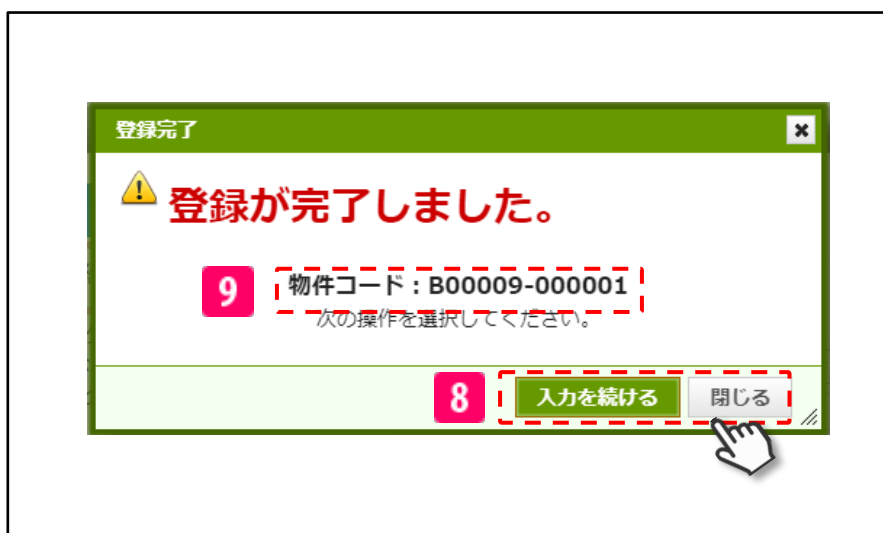 登録完了
登録が完了しました。
9 物件コード：B00009-000001
次の操作を選択してください。
8 入力を続ける 閉じる